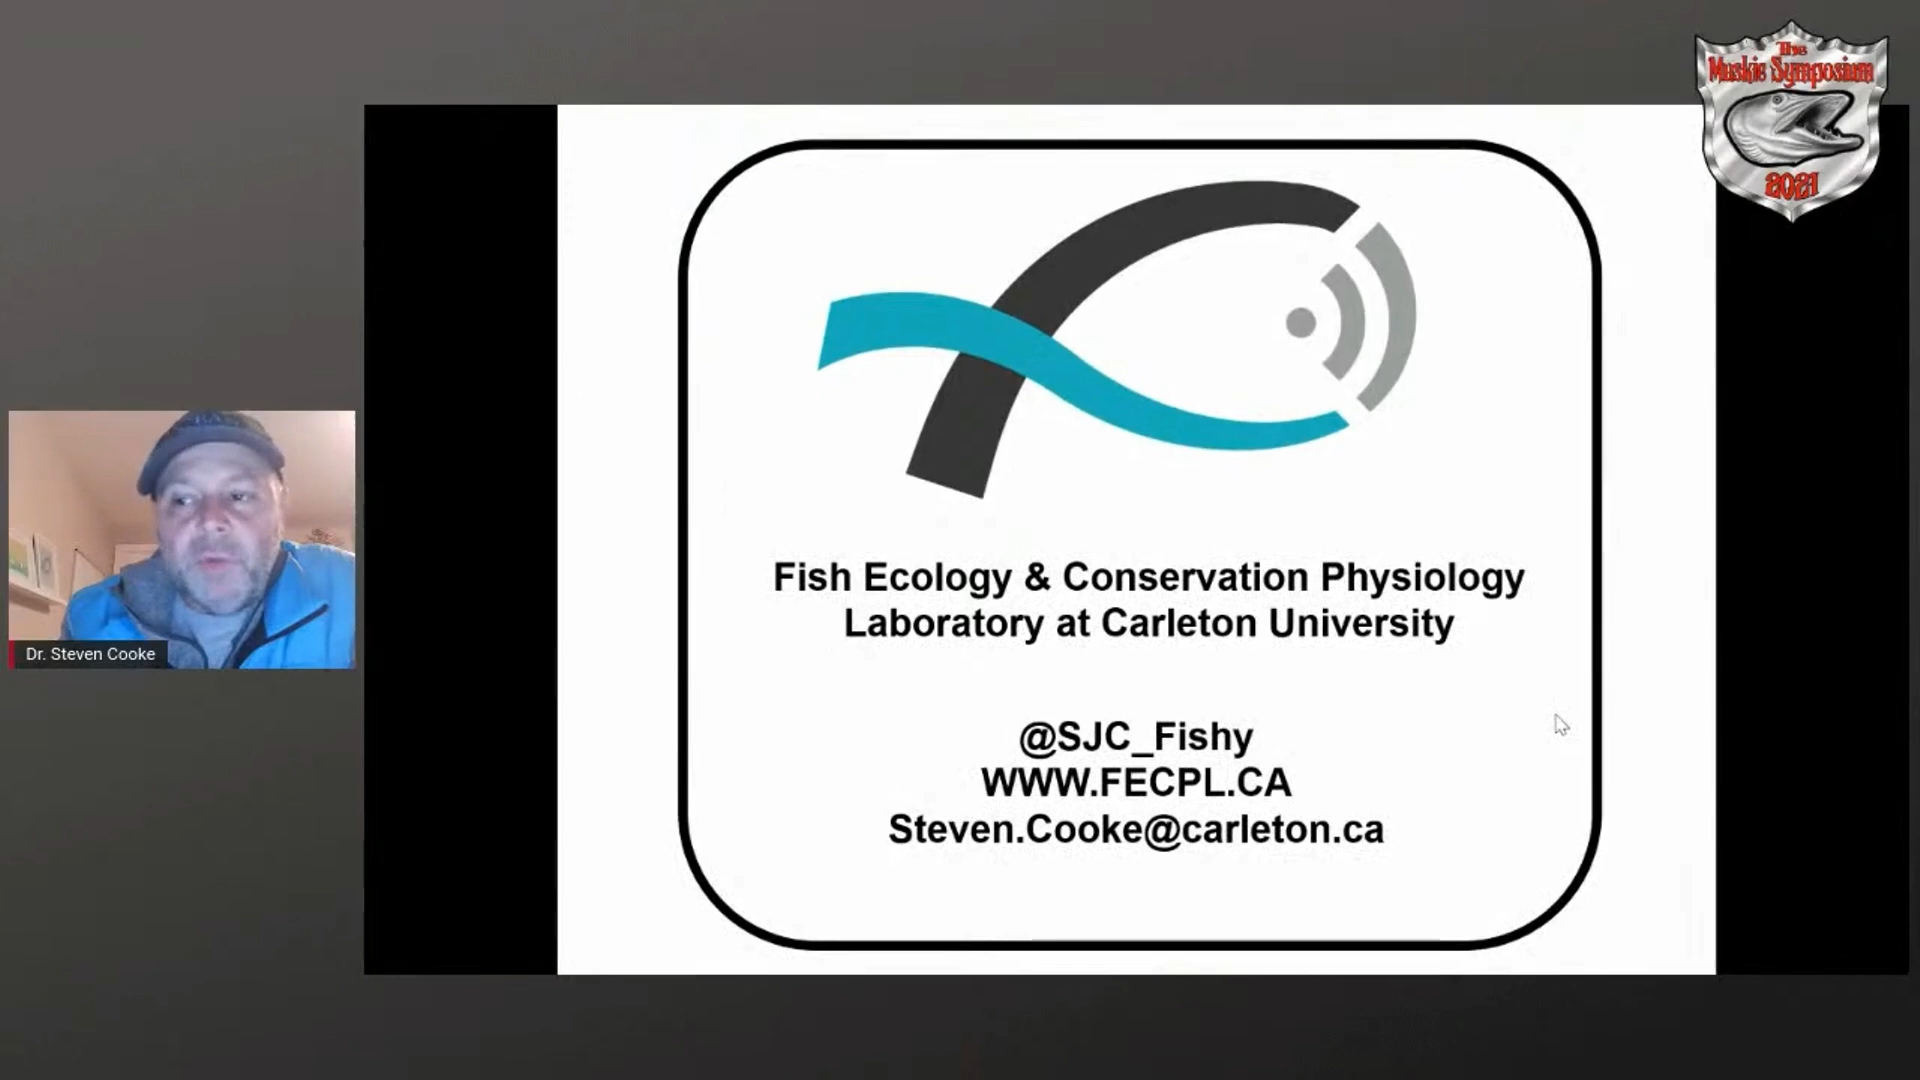 The
Muskie Symposium
2021
Fish Ecology & Conservation Physiology
Laboratory at Carleton University
@SJC_Fishy
WWW.FECPL.CA
Steven.Cooke@carleton.ca
Dr. Steven Cooke